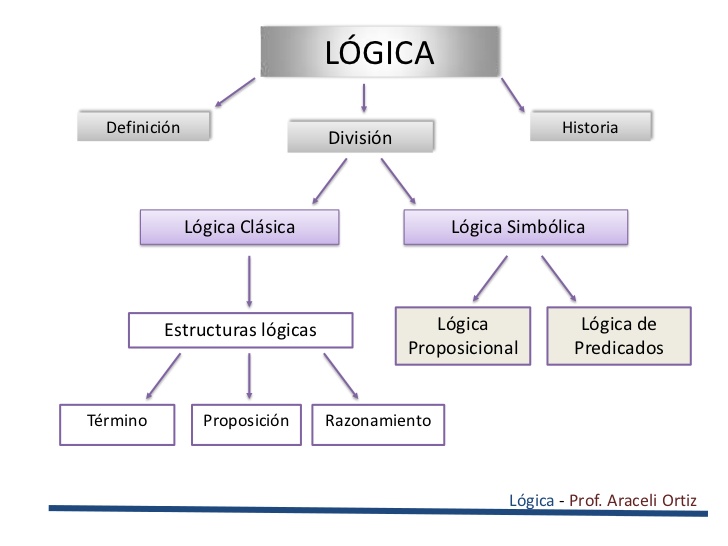 LÓGICA
Definición
División
Historia
Lógica Clásica
Lógica Simbólica
Estructuras lógicas
Lógica
Proposicional
Lógica de
Predicados
Término
Proposición
Razonamiento
Lógica - Prof. Araceli Ortiz